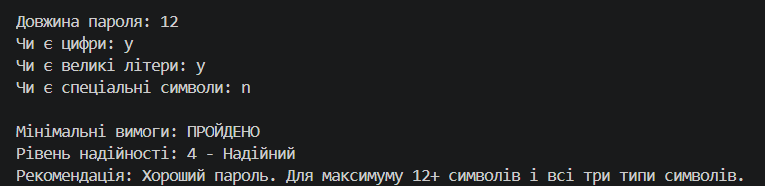 Довжина пароля: 12
Чи є цифри: y
Чи є великі літери: y
Чи є спеціальні символи: n
Мінімальні вимоги: ПРОЙДЕНО
Рівень надійності: 4 - Надійний
Рекомендація: Хороший пароль. Для максимуму 12+ символів і всі три типи символів.